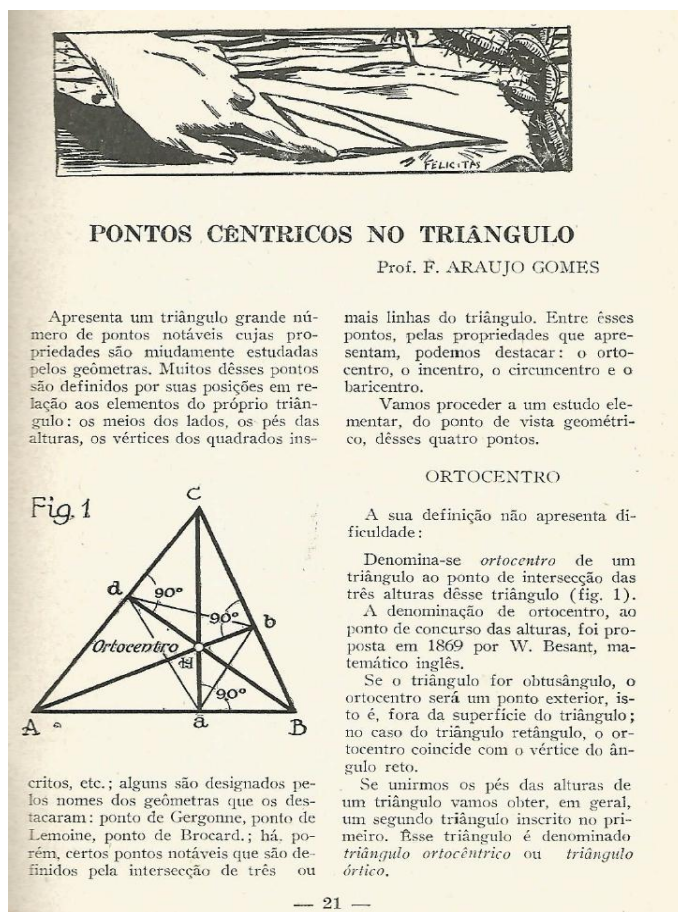 FELICITAS
PONTOS CÊNTRICOS NO TRIÂNGULO
Prof. F. ARAUJO GOMES
Apresenta um triângulo grande nú-
mero de pontos notáveis cujas pro-
priedades são miudamente estudadas
pelos geômetras. Muitos dêsses pontos
são definidos por suas posições em re-
lação aos elementos do próprio triân-
gulo: os meios dos lados, os pés das
alturas, os vértices dos quadrados ins-
Fig. 1
C
d
90°
90°
b
Ortocentro
H
90°
A
a
B
critos, etc.; alguns são designados pe-
los nomes dos geômetras que os des-
tacaram: ponto de Gergonne, ponto de
Lemoine, ponto de Brocard.; há. po-
rém, certos pontos notáveis que são de-
finidos pela intersecção de três ou
mais linhas do triângulo. Entre êsses
pontos, pelas propriedades que apre-
sentam, podemos destacar: o orto-
centro, o incentro, o circuncentro e o
baricentro.
Vamos proceder a um estudo ele-
mentar, do ponto de vista geométri-
co, dêsses quatro pontos.
ORTOCENTRO
A sua definição não apresenta di-
ficuldade:
Denomina-se ortocentro de um
triângulo ao ponto de intersecção das
três alturas dêsse triângulo (fig. 1).
A denominação de ortocentro, ao
ponto de concurso das alturas, foi pro-
posta em 1869 por W. Besant, ma-
temático inglês.
Se o triângulo for obtusângulo, o
ortocentro será um ponto exterior, is-
to é, fora da superfície do triângulo;
no caso do triângulo retângulo, o or-
tocentro coincide com o vértice do ân-
gulo reto.
Se unirmos os pés das alturas de
um triângulo vamos obter, em geral,
um segundo triângulo inscrito no pri-
meiro. Êsse triângulo é denominado
triângulo ortocêntrico ou triângulo
órtico.
— 21 —